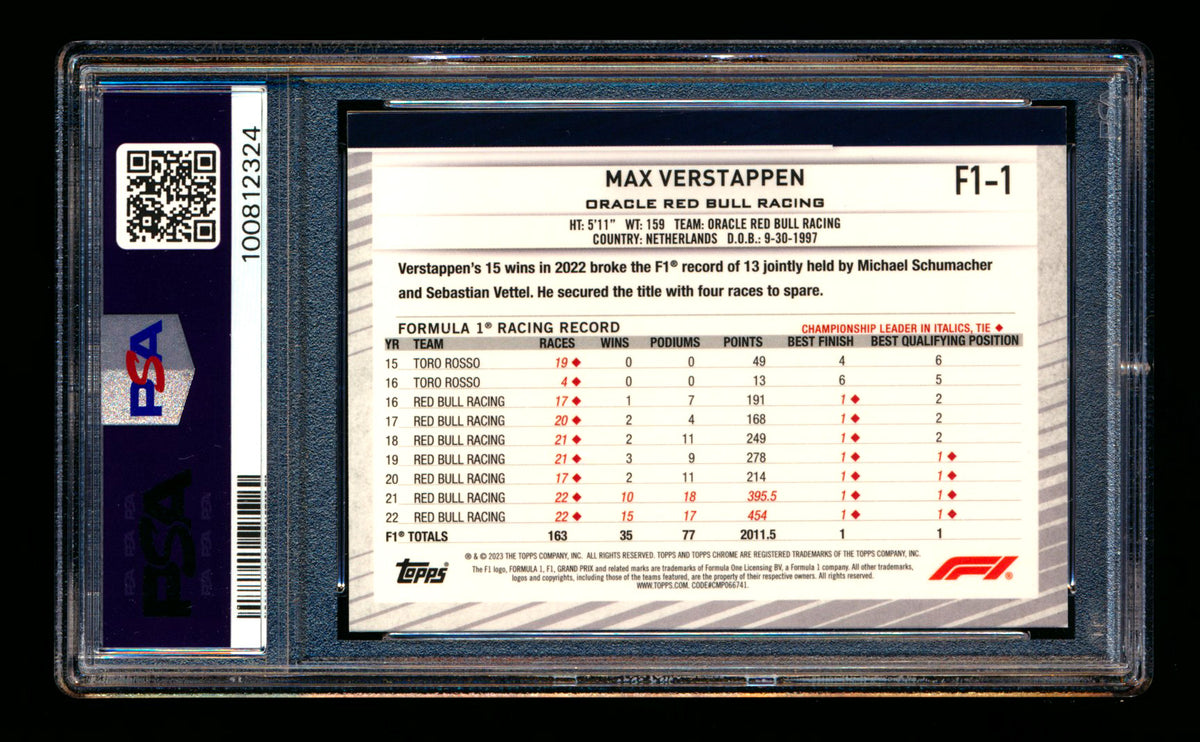 100812324
PSA
PSA
MAX VERSTAPPEN F1-1
ORACLE RED BULL RACING
HT: 5'11" WT: 159 TEAM: ORACLE RED BULL RACING
COUNTRY: NETHERLANDS D.O.B.: 9-30-1997
Verstappen's 15 wins in 2022 broke the F1® record of 13 jointly held by Michael Schumacher
and Sebastian Vettel. He secured the title with four races to spare.
FORMULA 1® RACING RECORD CHAMPIONSHIP LEADER IN ITALICS, TIE ◆
YR TEAM RACES WINS PODIUMS POINTS BEST FINISH BEST QUALIFYING POSITION
15 TORO ROSSO 19 ◆ 0 0 49 4 6
16 TORO ROSSO 4 ◆ 0 0 13 6 5
16 RED BULL RACING 17 ◆ 1 7 191 1 ◆ 2
17 RED BULL RACING 20 ◆ 2 4 168 1 ◆ 2
18 RED BULL RACING 21 ◆ 2 11 249 1 ◆ 2
19 RED BULL RACING 21 ◆ 3 9 278 1 ◆ 1 ◆
20 RED BULL RACING 17 ◆ 2 11 214 1 ◆ 1 ◆
21 RED BULL RACING 22 ◆ 10 18 395.5 1 ◆ 1 ◆
22 RED BULL RACING 22 ◆ 15 17 454 1 ◆ 1 ◆
F1® TOTALS 163 35 77 2011.5 1 1
® & © 2023 THE TOPPS COMPANY, INC. ALL RIGHTS RESERVED. TOPPS AND TOPPS CHROME ARE REGISTERED TRADEMARKS OF THE TOPPS COMPANY, INC.
The F1 logo, FORMULA 1, F1, GRAND PRIX and related marks are trademarks of Formula One Licensing BV, a Formula 1 company. All other trademarks,
logos and copyrights, including those of the teams featured, are the property of their respective owners. All rights reserved.
WWW.TOPPS.COM. CODE#CMP066741.
topps®
F1®